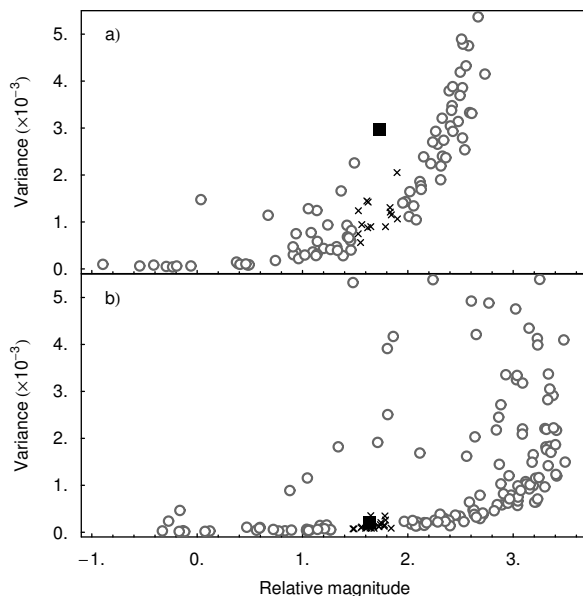 a)
5.
4.
3.
2.
1.
0.
Variance (×10−3)
b)
5.
4.
3.
2.
1.
0.
Variance (×10−3)
−1. 0. 1. 2. 3.
Relative magnitude